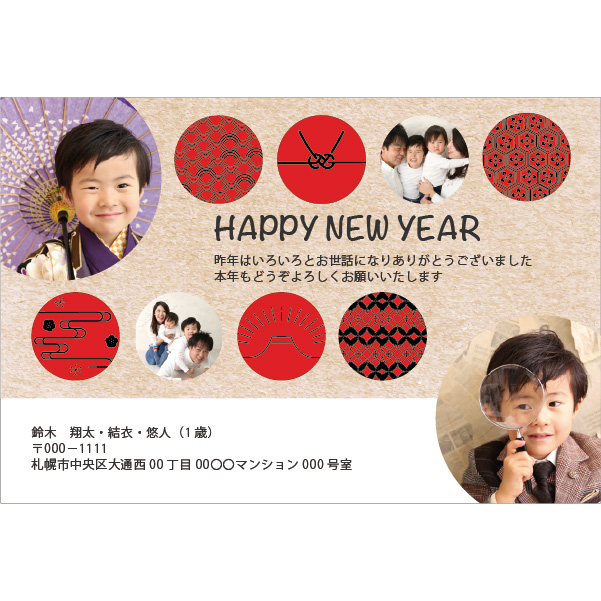 HAPPY NEW YEAR
昨年はいろいろとお世話になりありがとうございました
本年もどうぞよろしくお願いいたします
鈴木　翔太・結衣・悠人（1歳）
〒000－1111
札幌市中央区大通西00丁目00〇〇マンション000号室